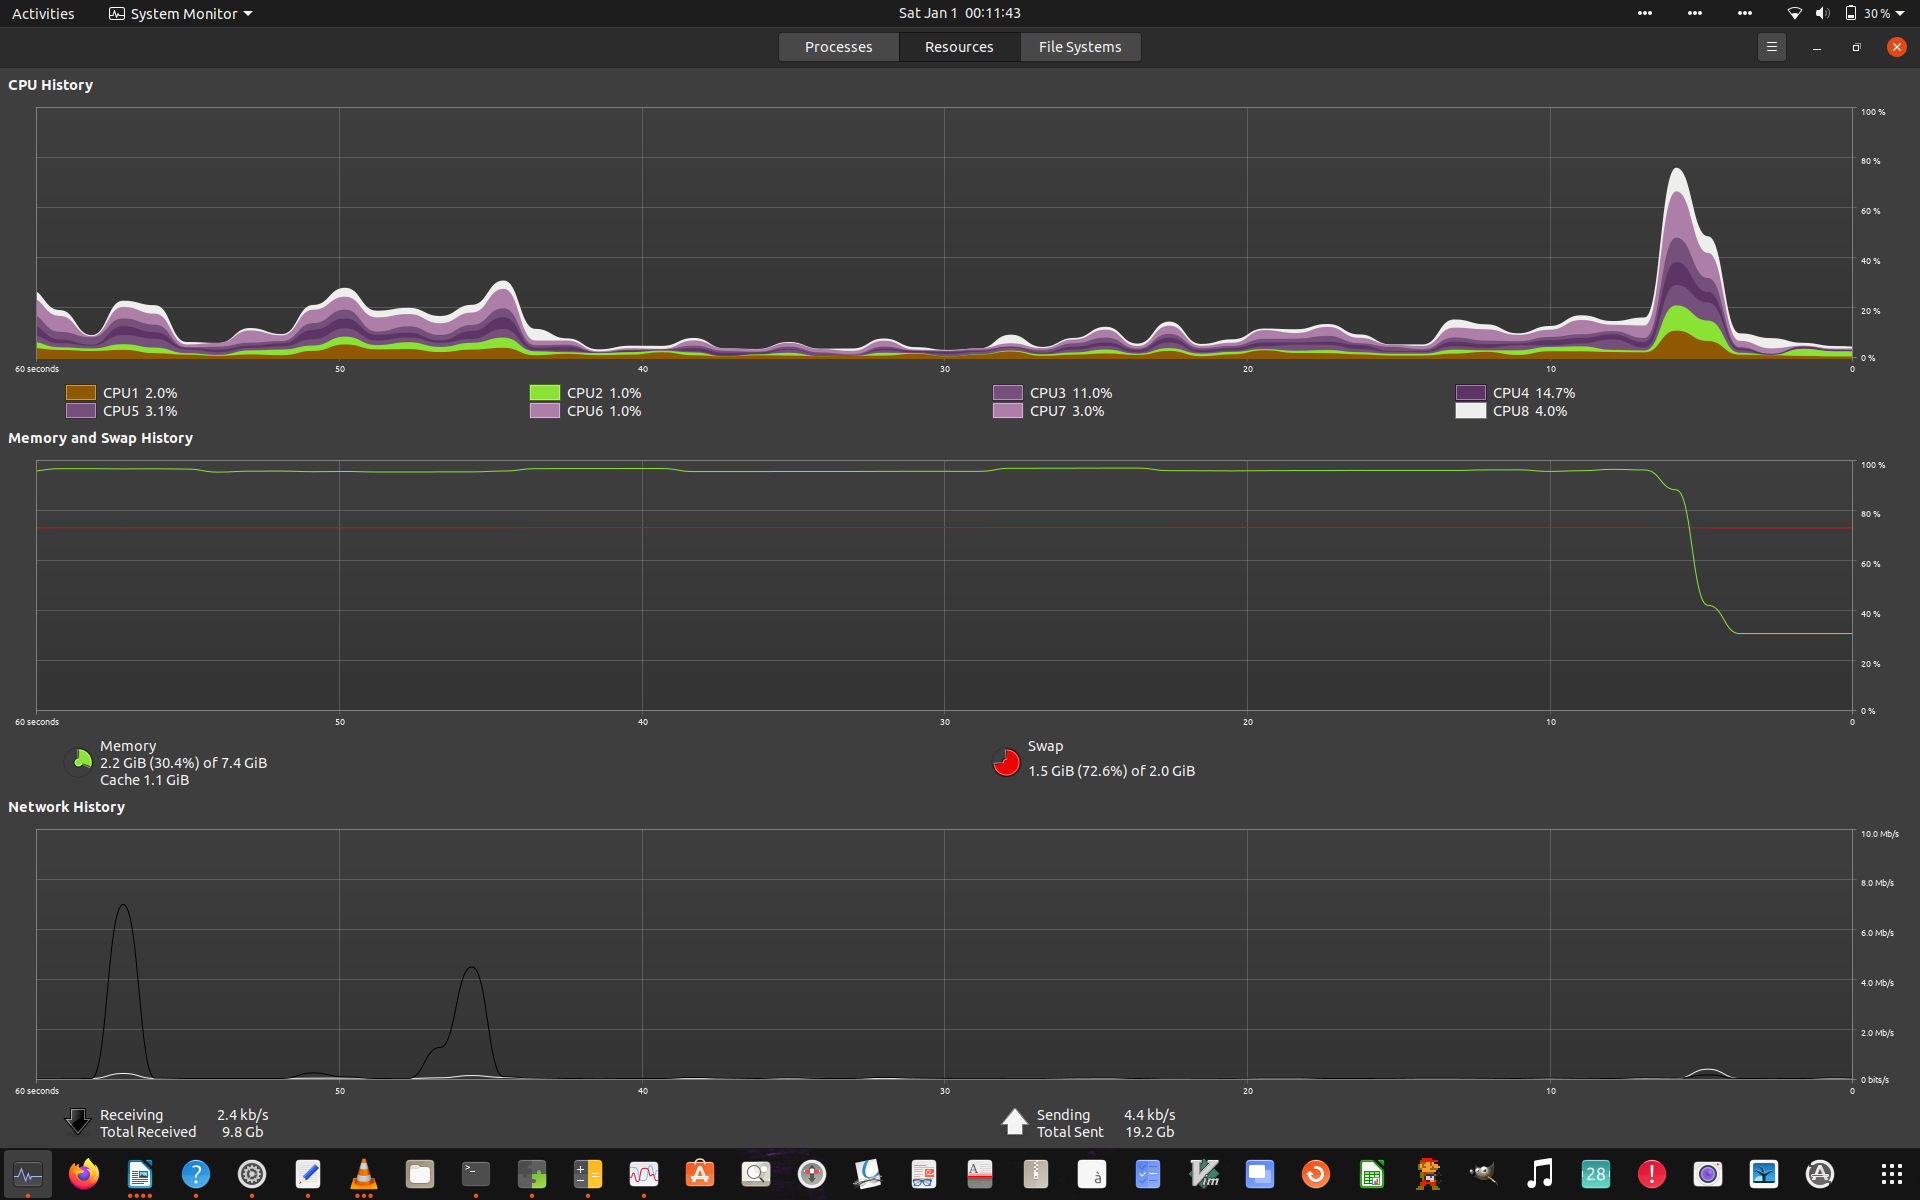 Activities System Monitor Sat Jan 1 00:11:43 30 %
Processes Resources File Systems
CPU History
100 %
80 %
60 %
40 %
20 %
0 %
60 seconds 50 40 30 20 10 0
CPU1 2.0% CPU2 1.0% CPU3 11.0% CPU4 14.7%
CPU5 3.1% CPU6 1.0% CPU7 3.0% CPU8 4.0%
Memory and Swap History
100 %
80 %
60 %
40 %
20 %
0 %
60 seconds 50 40 30 20 10 0
Memory
2.2 GiB (30.4%) of 7.4 GiB
Cache 1.1 GiB
Swap
1.5 GiB (72.6%) of 2.0 GiB
Network History
10.0 Mb/s
8.0 Mb/s
6.0 Mb/s
4.0 Mb/s
2.0 Mb/s
0 bits/s
60 seconds 50 40 30 20 10 0
Receiving 2.4 kb/s
Total Received 9.8 Gb
Sending 4.4 kb/s
Total Sent 19.2 Gb
? >_ A à Vim 28 !